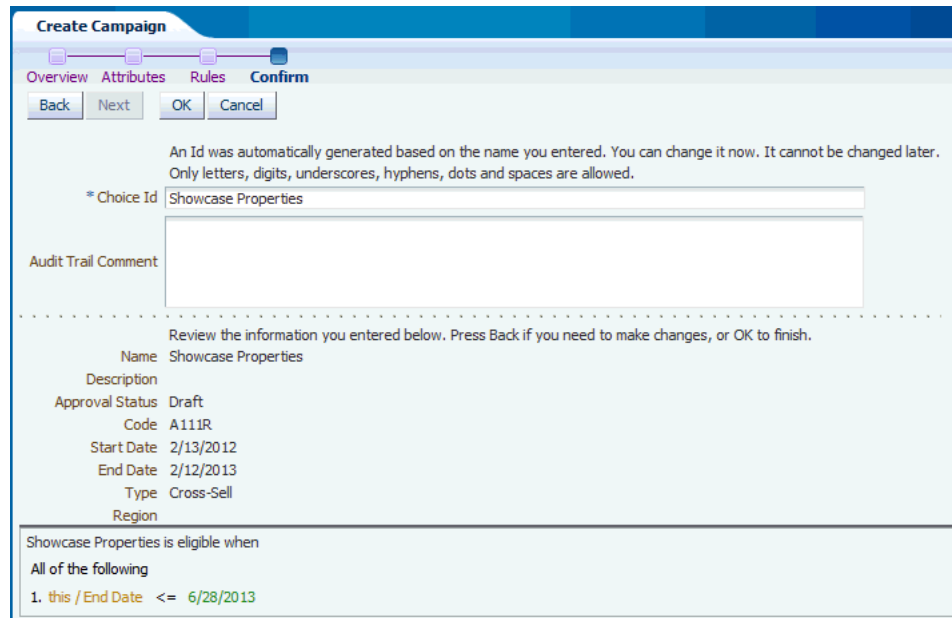 Create Campaign
Overview Attributes Rules Confirm
Back Next OK Cancel
An Id was automatically generated based on the name you entered. You can change it now. It cannot be changed later.
Only letters, digits, underscores, hyphens, dots and spaces are allowed.
* Choice Id Showcase Properties
Audit Trail Comment
Review the information you entered below. Press Back if you need to make changes, or OK to finish.
Name Showcase Properties
Description
Approval Status Draft
Code A111R
Start Date 2/13/2012
End Date 2/12/2013
Type Cross-Sell
Region
Showcase Properties is eligible when
All of the following
1. this / End Date <= 6/28/2013